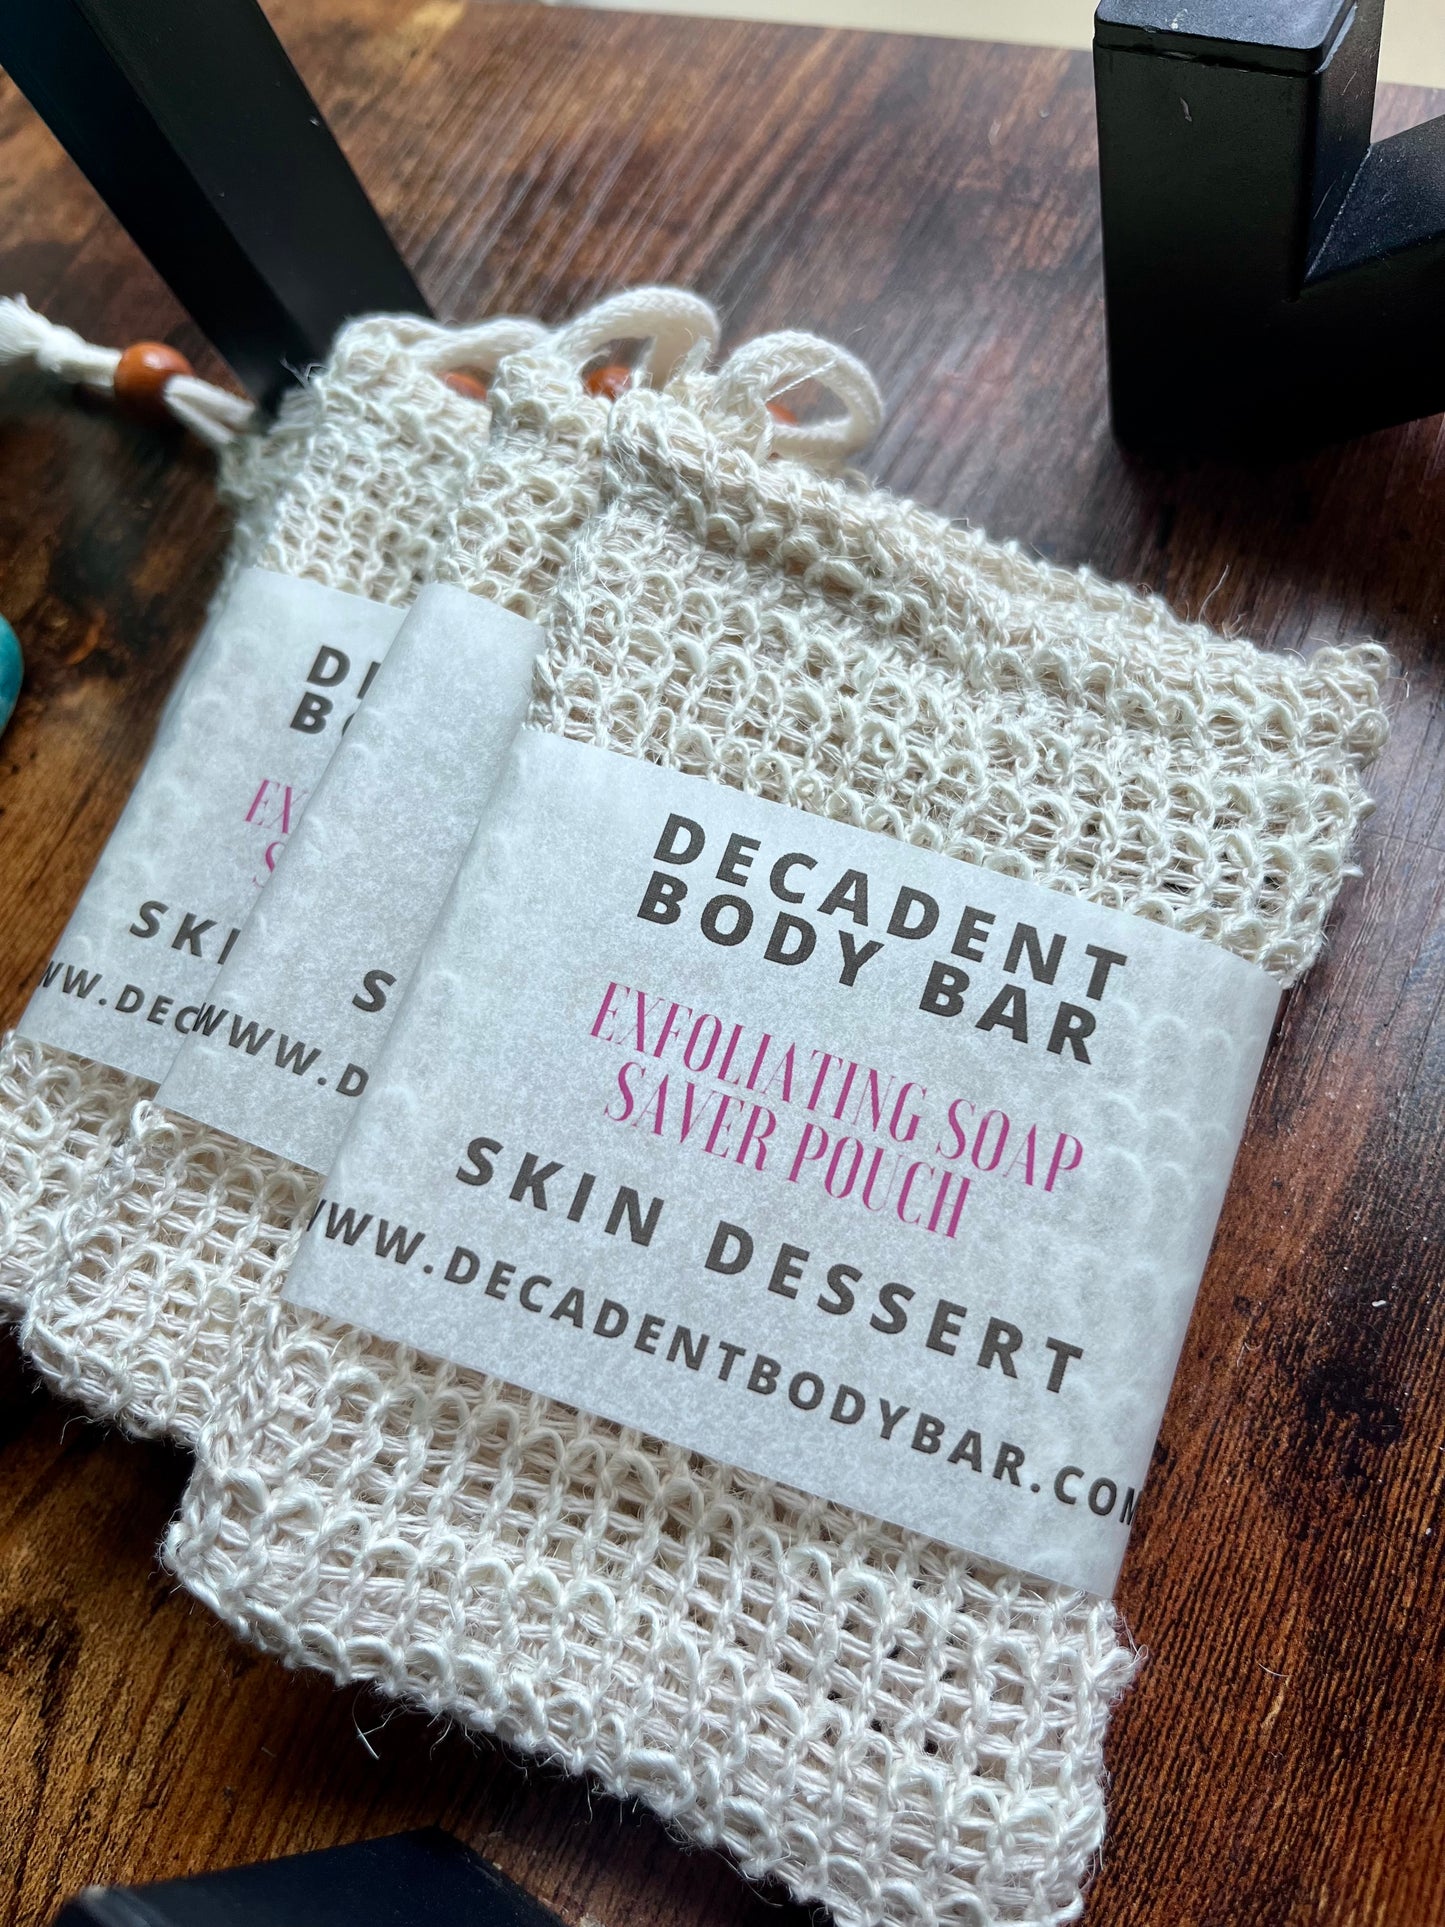 DECADENT
BODY BAR
EXFOLIATING SOAP
SAVER POUCH
SKIN DESSERT
WWW.DECADENTBODYBAR.COM